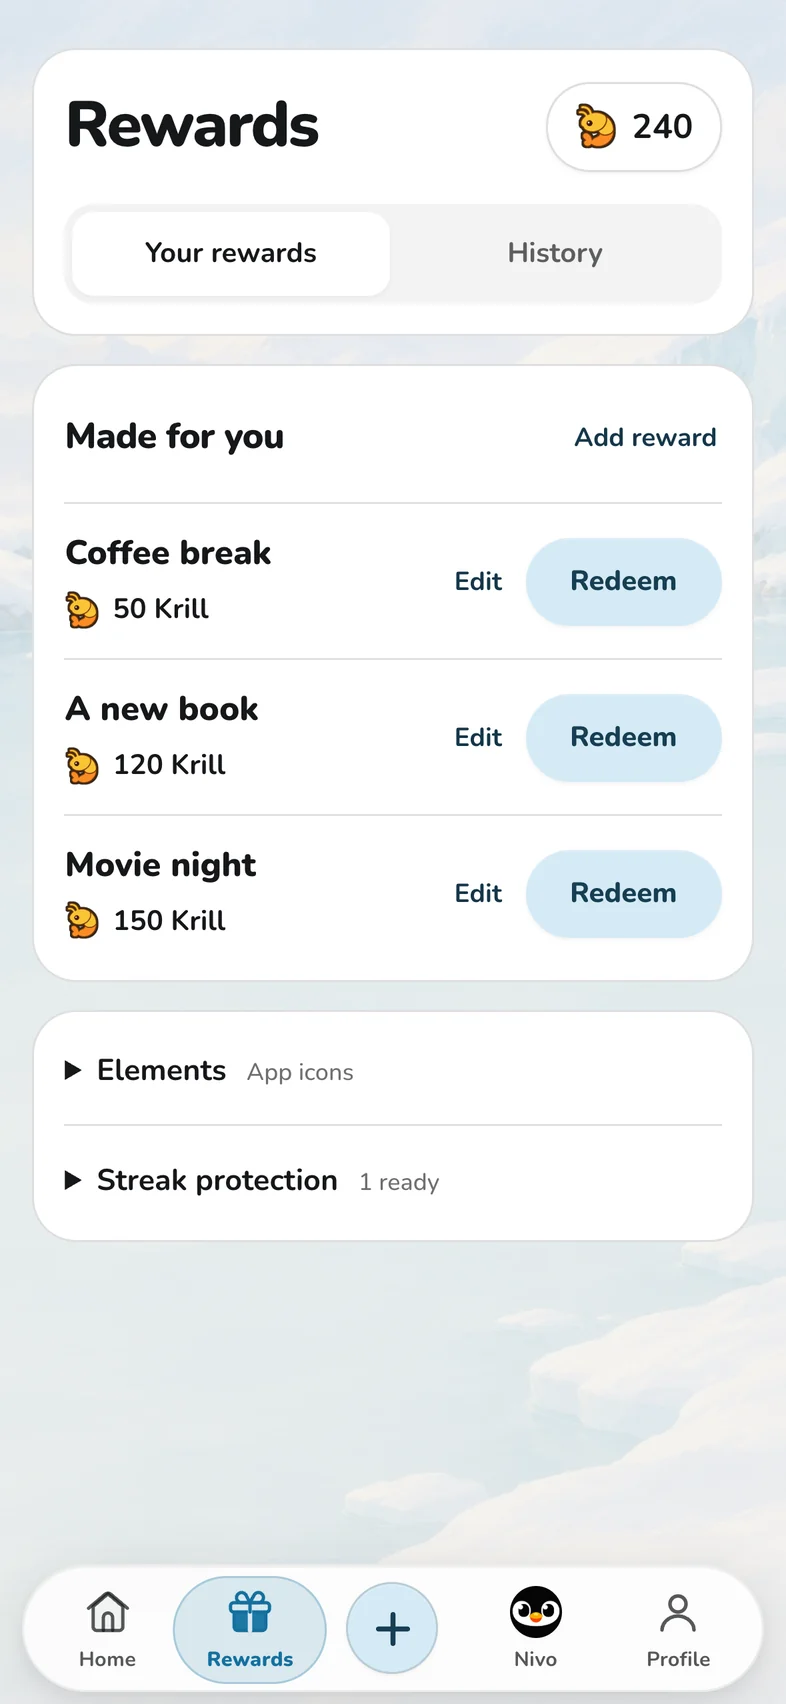 Rewards
240
Your rewards
History
Made for you
Add reward
Coffee break
50 Krill
Edit
Redeem
A new book
120 Krill
Edit
Redeem
Movie night
150 Krill
Edit
Redeem
Elements App icons
Streak protection 1 ready
Home
Rewards
Nivo
Profile